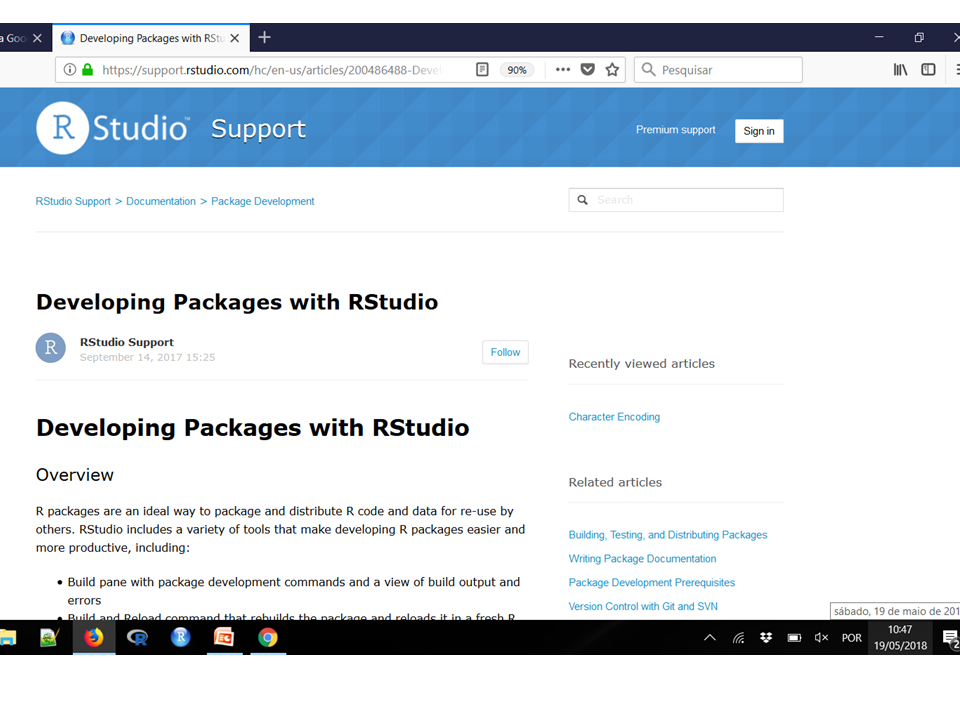 a Goo
Developing Packages with RStu
https://support.rstudio.com/hc/en-us/articles/200486488-Devel
90%
Pesquisar
R Studio™ Support
Premium support
Sign in
RStudio Support > Documentation > Package Development
Search
Developing Packages with RStudio
R
RStudio Support
September 14, 2017 15:25
Follow
Recently viewed articles
Character Encoding
Developing Packages with RStudio
Overview
R packages are an ideal way to package and distribute R code and data for re-use by
others. RStudio includes a variety of tools that make developing R packages easier and
more productive, including:
• Build pane with package development commands and a view of build output and
errors
• Build and Reload command that rebuilds the package and reloads it in a fresh R
Related articles
Building, Testing, and Distributing Packages
Writing Package Documentation
Package Development Prerequisites
Version Control with Git and SVN
sábado, 19 de maio de 201
R
R
POR
10:47
19/05/2018
2